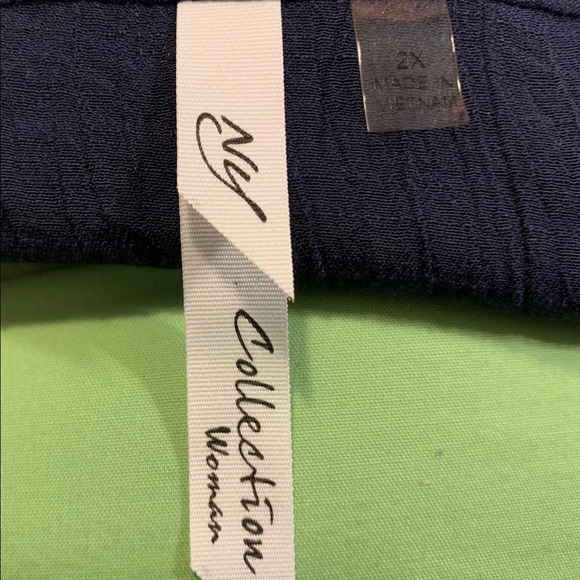 Ny
Collection
Woman
2X
MADE IN
VIETNAM